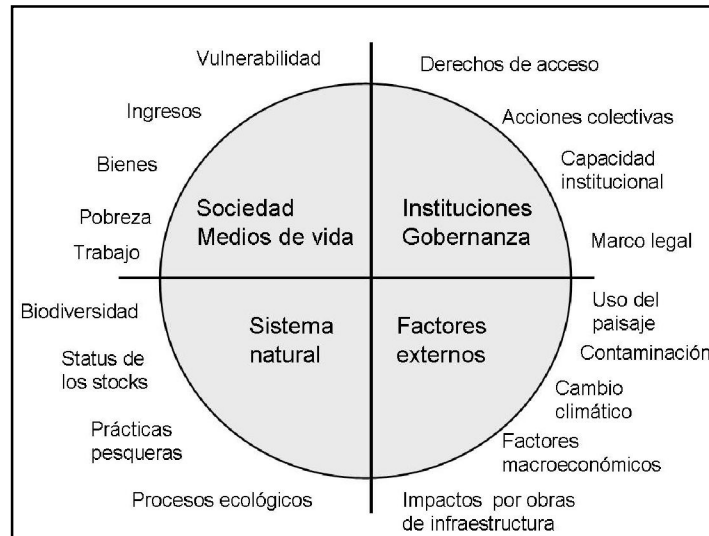 Vulnerabilidad
Ingresos
Bienes
Pobreza
Trabajo
Sociedad
Medios de vida
Derechos de acceso
Acciones colectivas
Capacidad
institucional
Marco legal
Instituciones
Gobernanza
Biodiversidad
Status de
los stocks
Prácticas
pesqueras
Procesos ecológicos
Sistema
natural
Factores
externos
Uso del
paisaje
Contaminación
Cambio
climático
Factores
macroeconómicos
Impactos por obras
de infraestructura